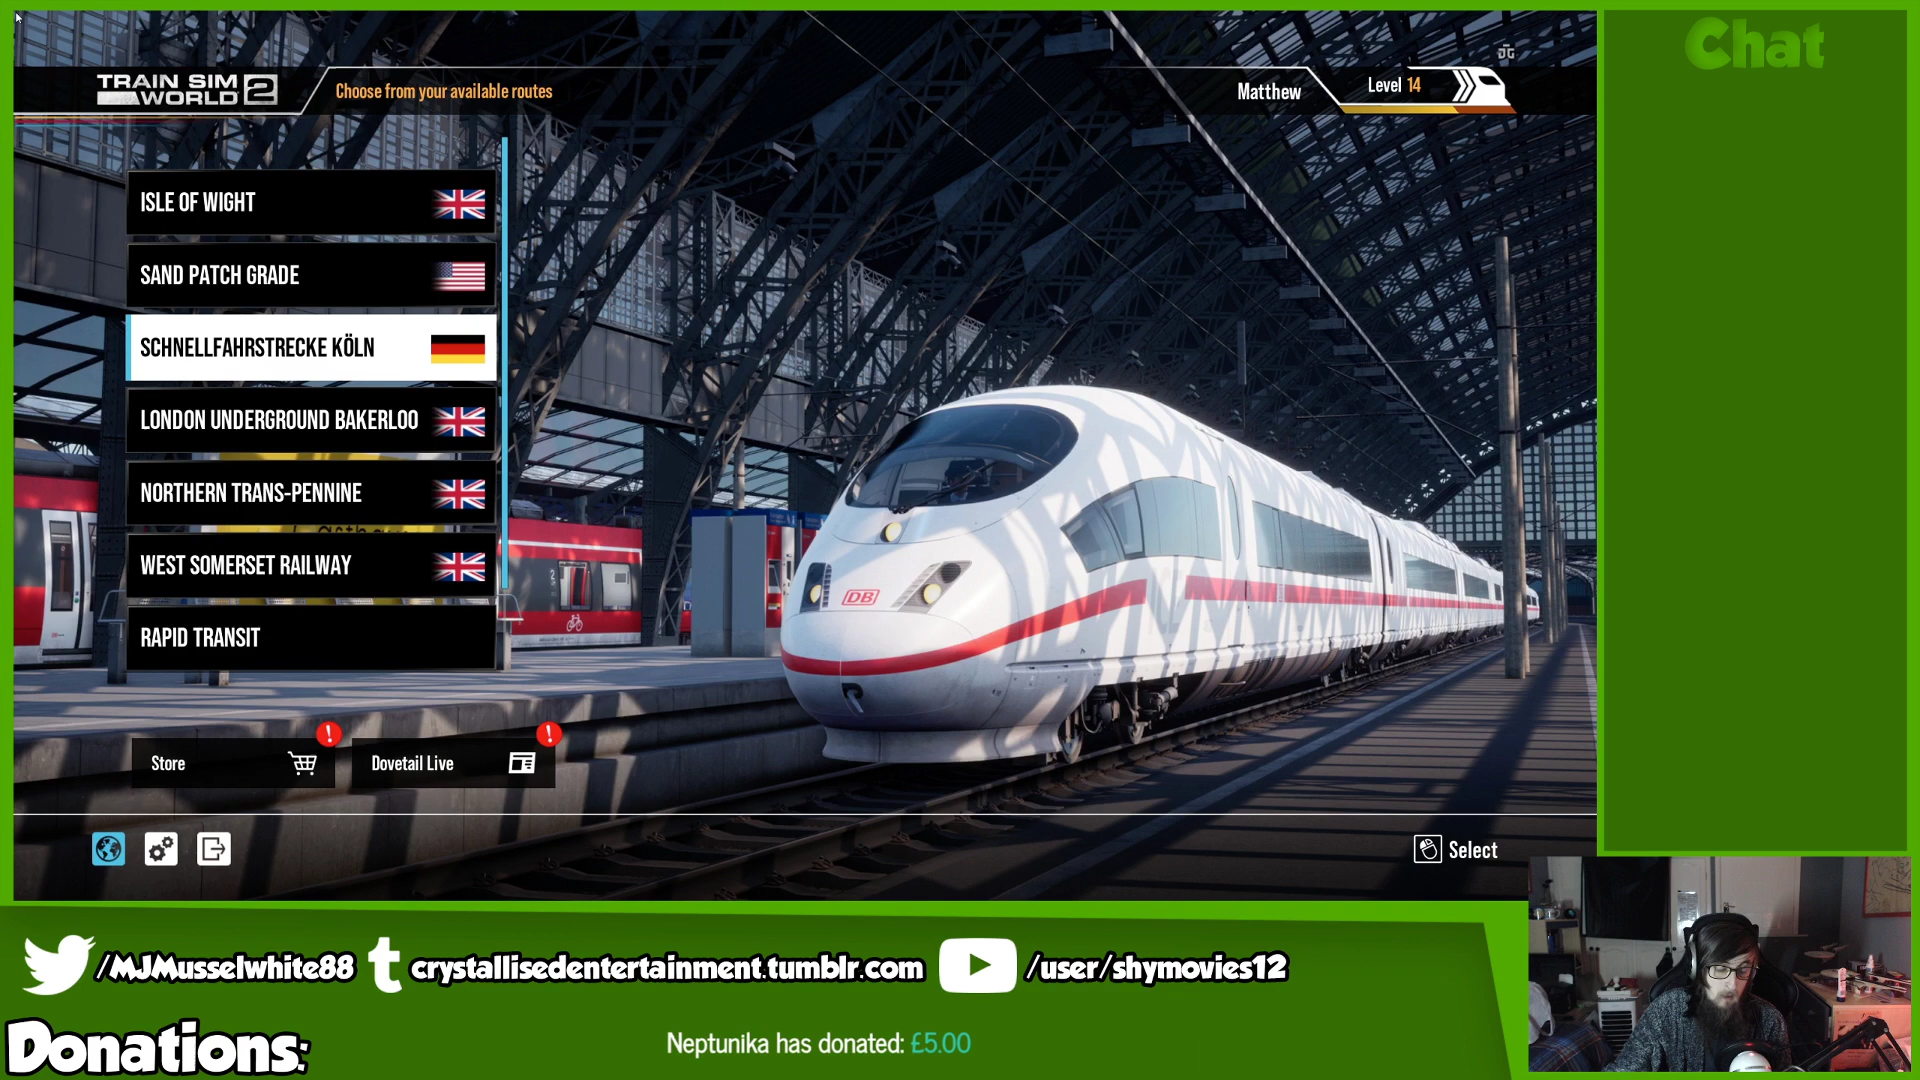 TRAIN SIM
WORLD 2
Choose from your available routes
Matthew
Level 14
Chat
ISLE OF WIGHT
SAND PATCH GRADE
SCHNELLFAHRSTRECKE KÖLN
LONDON UNDERGROUND BAKERLOO
NORTHERN TRANS-PENNINE
WEST SOMERSET RAILWAY
RAPID TRANSIT
DB
2
Store
!
Dovetail Live
!
Select
/MJMusselwhite88
crystallisedentertainment.tumblr.com
/user/shymovies12
Donations:
Neptunika has donated: £5.00